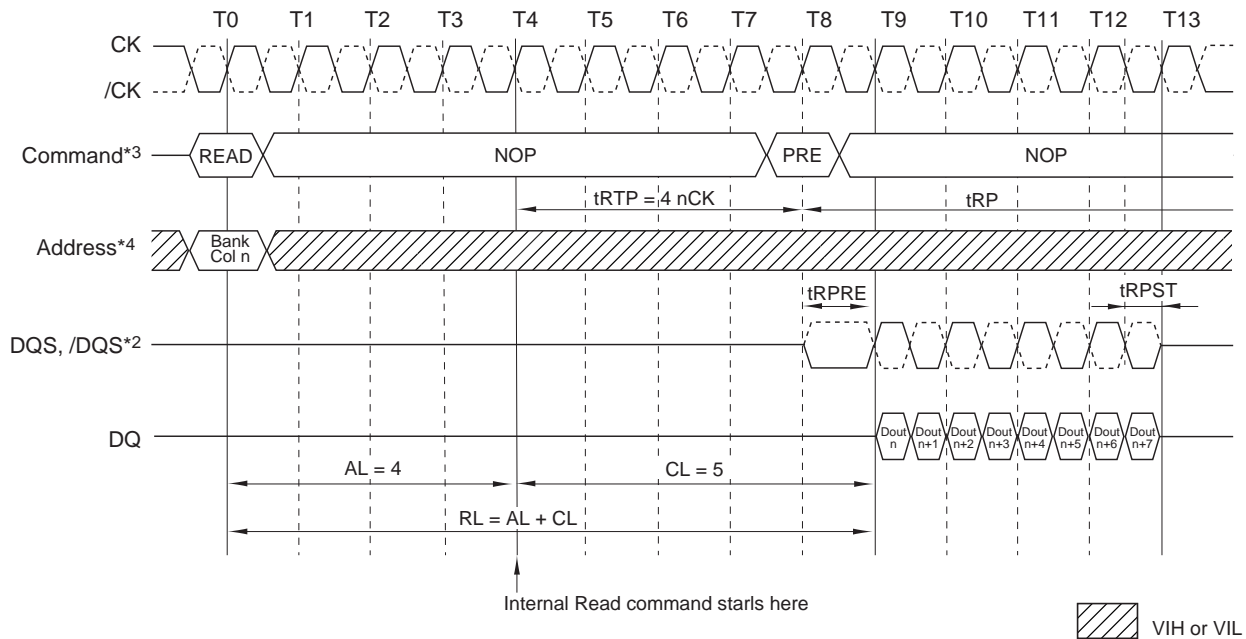 T0 T1 T2 T3 T4 T5 T6 T7 T8 T9 T10 T11 T12 T13
CK
/CK
Command*3 READ NOP PRE NOP
tRTP = 4 nCK tRP
Address*4 Bank
Col n
tRPRE tRPST
DQS, /DQS*2
DQ Dout n Dout n+1 Dout n+2 Dout n+3 Dout n+4 Dout n+5 Dout n+6 Dout n+7
AL = 4 CL = 5
RL = AL + CL
Internal Read command starls here
VIH or VIL